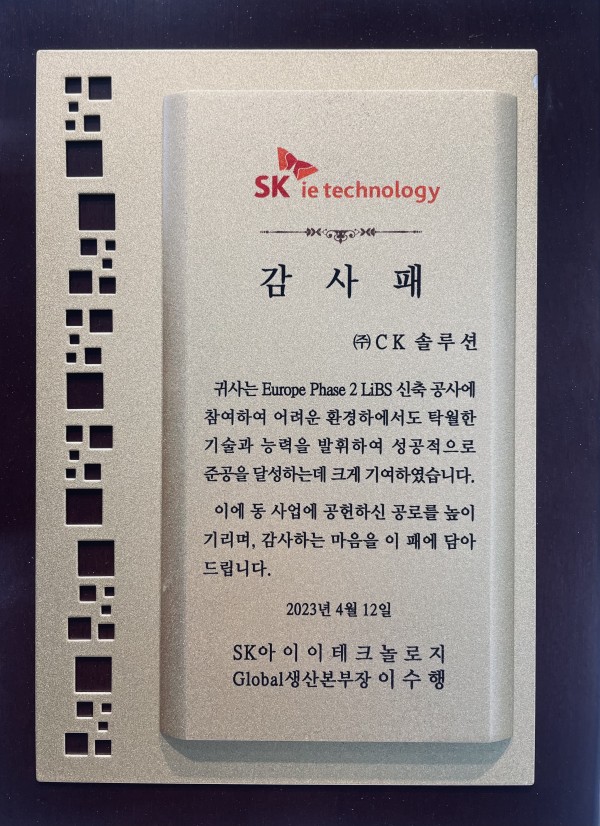 SK ie technology
감 사 패
㈜CK 솔루션
귀사는 Europe Phase 2 LiBS 신축 공사에
참여하여 어려운 환경하에서도 탁월한
기술과 능력을 발휘하여 성공적으로
준공을 달성하는데 크게 기여하였습니다.
이에 동 사업에 공헌하신 공로를 높이
기리며, 감사하는 마음을 이 패에 담아
드립니다.
2023년 4월 12일
SK아이이테크놀로지
Global생산본부장 이수행